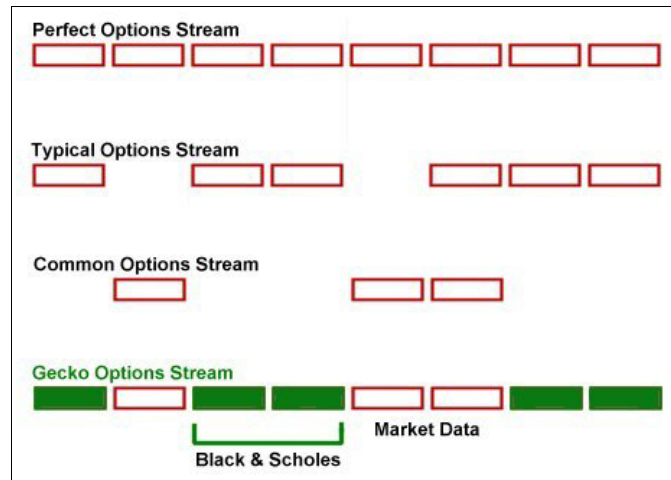 Perfect Options Stream
Typical Options Stream
Common Options Stream
Gecko Options Stream
Market Data
Black & Scholes